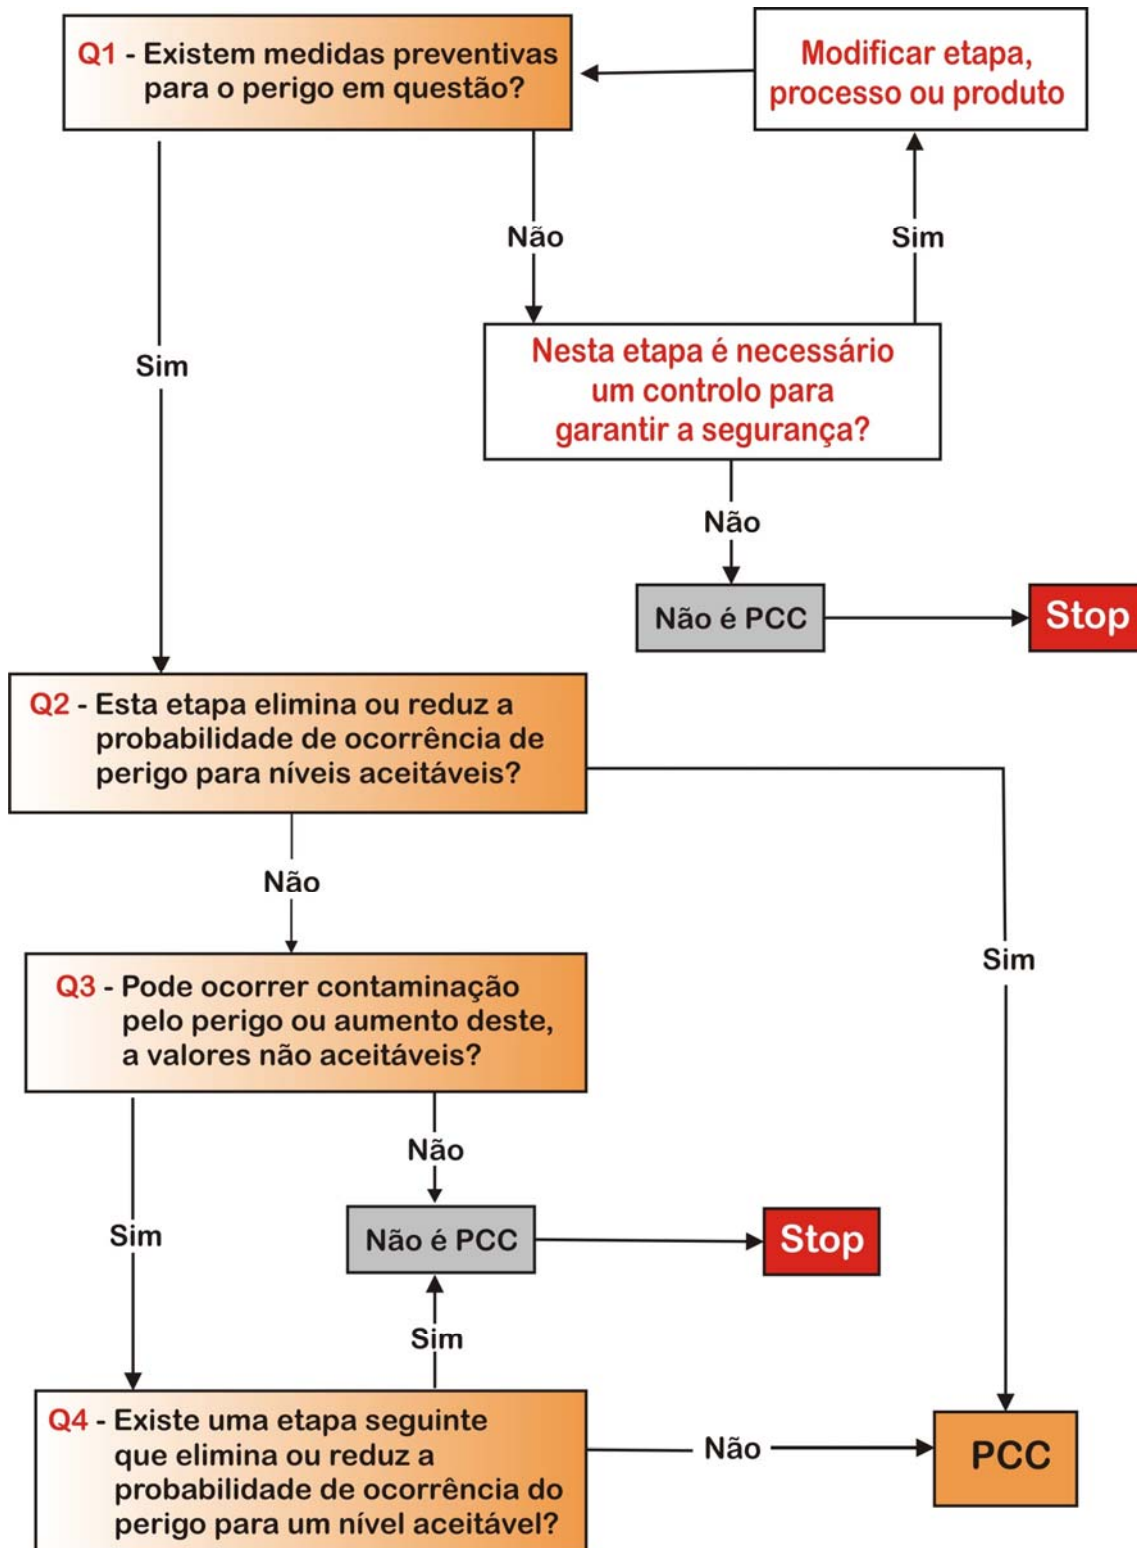 Q1 - Existem medidas preventivas
para o perigo em questão?
Modificar etapa,
processo ou produto
Não
Sim
Sim
Nesta etapa é necessário
um controlo para
garantir a segurança?
Não
Não é PCC
Stop
Q2 - Esta etapa elimina ou reduz a
probabilidade de ocorrência de
perigo para níveis aceitáveis?
Não
Sim
Q3 - Pode ocorrer contaminação
pelo perigo ou aumento deste,
a valores não aceitáveis?
Não
Sim
Não é PCC
Stop
Sim
Q4 - Existe uma etapa seguinte
que elimina ou reduz a
probabilidade de ocorrência do
perigo para um nível aceitável?
Não
PCC